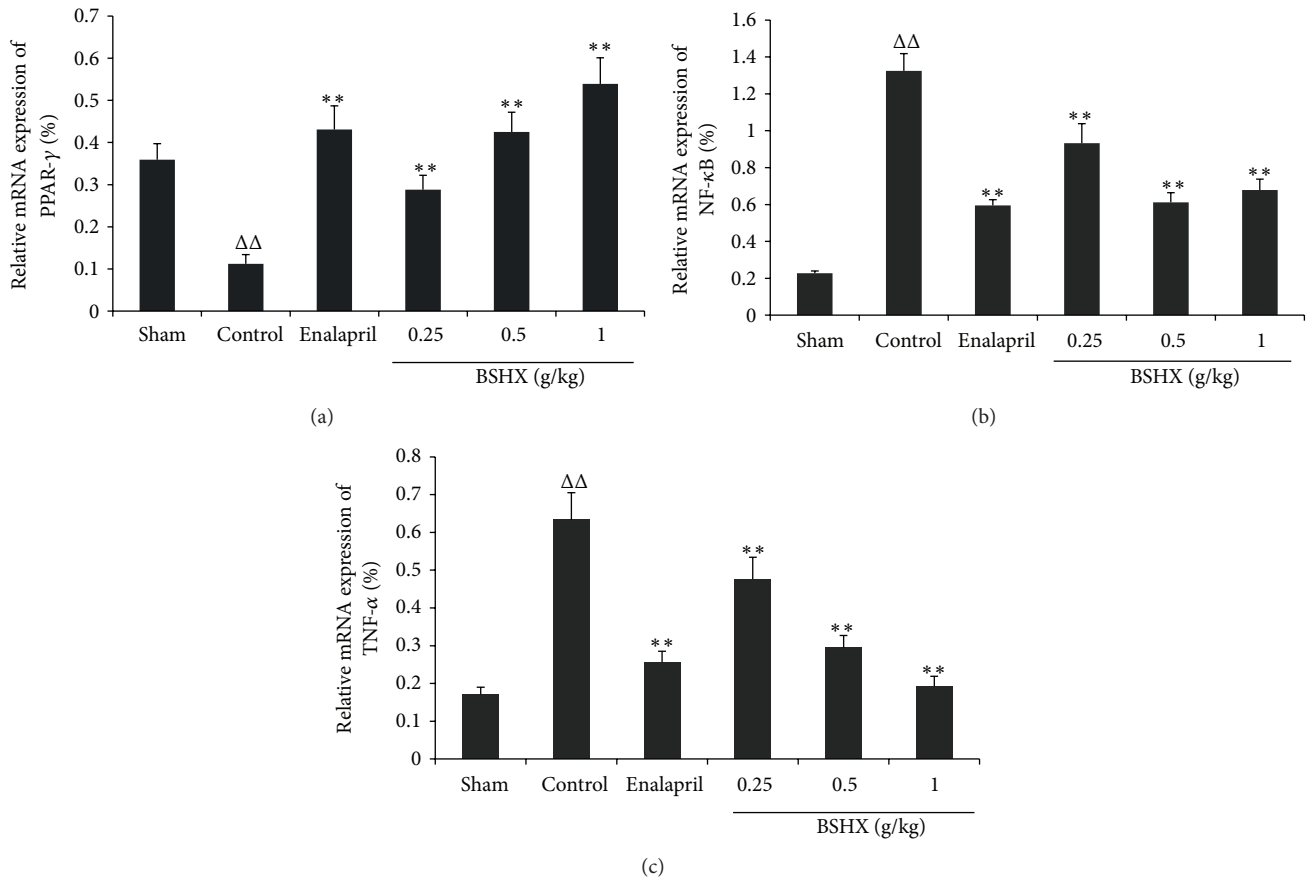 Relative mRNA expression of
PPAR-γ (%)
0.7
0.6
0.5
0.4
0.3
0.2
0.1
0
ΔΔ
**
**
**
**
Sham Control Enalapril 0.25 0.5 1
BSHX (g/kg)
(a)
Relative mRNA expression of
NF-κB (%)
1.6
1.4
1.2
1
0.8
0.6
0.4
0.2
0
ΔΔ
**
**
**
**
Sham Control Enalapril 0.25 0.5 1
BSHX (g/kg)
(b)
Relative mRNA expression of
TNF-α (%)
0.8
0.7
0.6
0.5
0.4
0.3
0.2
0.1
0
ΔΔ
**
**
**
**
Sham Control Enalapril 0.25 0.5 1
BSHX (g/kg)
(c)